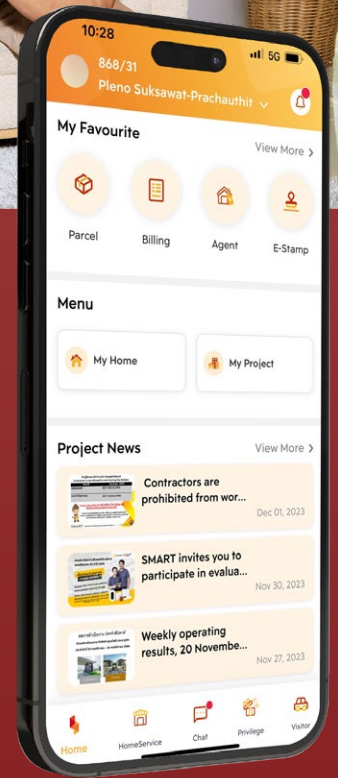 10:28
5G
868/31
Pleno Suksawat-Prachauthit
My Favourite
View More >
Parcel
Billing
Agent
E-Stamp
Menu
My Home
My Project
Project News
View More >
Contractors are
prohibited from wor...
Dec 01, 2023
SMART invites you to
participate in evalua...
Nov 30, 2023
Weekly operating
results, 20 Novembe...
Nov 27, 2023
Home
HomeService
Chat
Privilege
Visitor